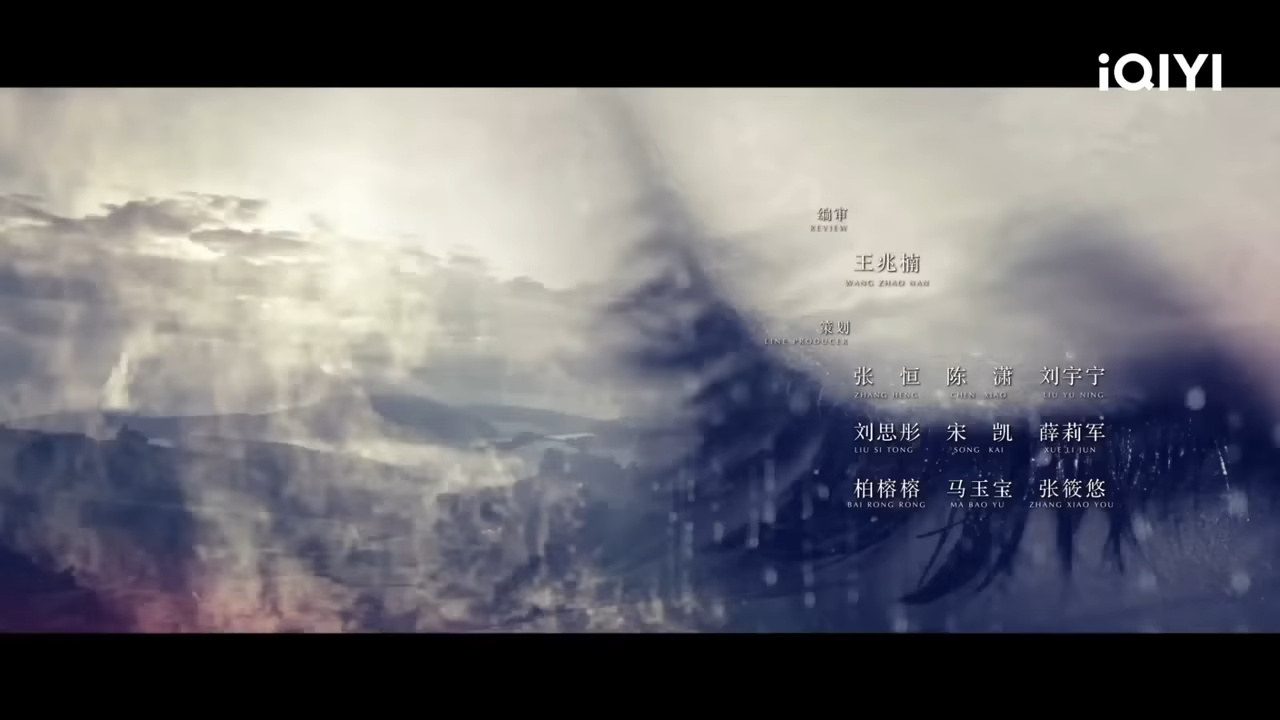 iQIYI
编审
REVIEW
王兆楠
WANG ZHAO NAN
策划
LINE PRODUCER
张恒 陈潇 刘宇宁
ZHANG HENG CHEN XIAO LIU YU NING
刘思彤 宋凯 薛莉军
LIU SI TONG SONG KAI XUE LI JUN
柏榕榕 马玉宝 张筱悠
BAI RONG RONG MA BAO YU ZHANG XIAO YOU